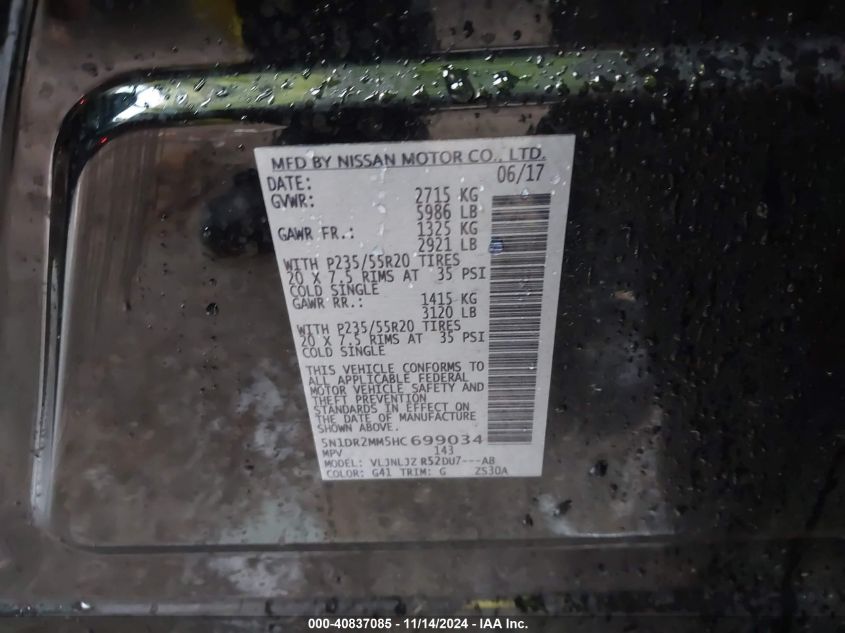 MFD BY NISSAN MOTOR CO., LTD.
DATE: 06/17
GVWR: 2715 KG
5986 LB
GAWR FR.: 1325 KG
2921 LB
WITH P235/55R20 TIRES
20 X 7.5 RIMS AT 35 PSI
COLD SINGLE
GAWR RR.: 1415 KG
3120 LB
WITH P235/55R20 TIRES
20 X 7.5 RIMS AT 35 PSI
COLD SINGLE
THIS VEHICLE CONFORMS TO
ALL APPLICABLE FEDERAL
MOTOR VEHICLE SAFETY AND
THEFT PREVENTION
STANDARDS IN EFFECT ON
THE DATE OF MANUFACTURE
SHOWN ABOVE.
5N1DR2MM5HC 699034
MPV 143
MODEL: VLJNLJZ R52DU7---AB
COLOR: G41 TRIM: G ZS30A
000-40837085 - 11/14/2024 - IAA Inc.